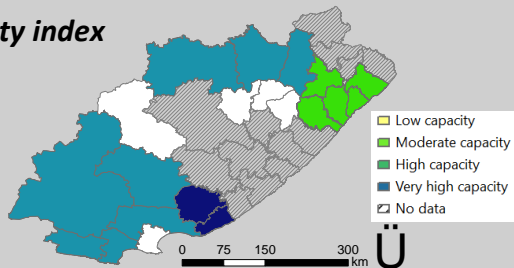 ty index
Low capacity
Moderate capacity
High capacity
Very high capacity
No data
0 75 150 300
km
Ü